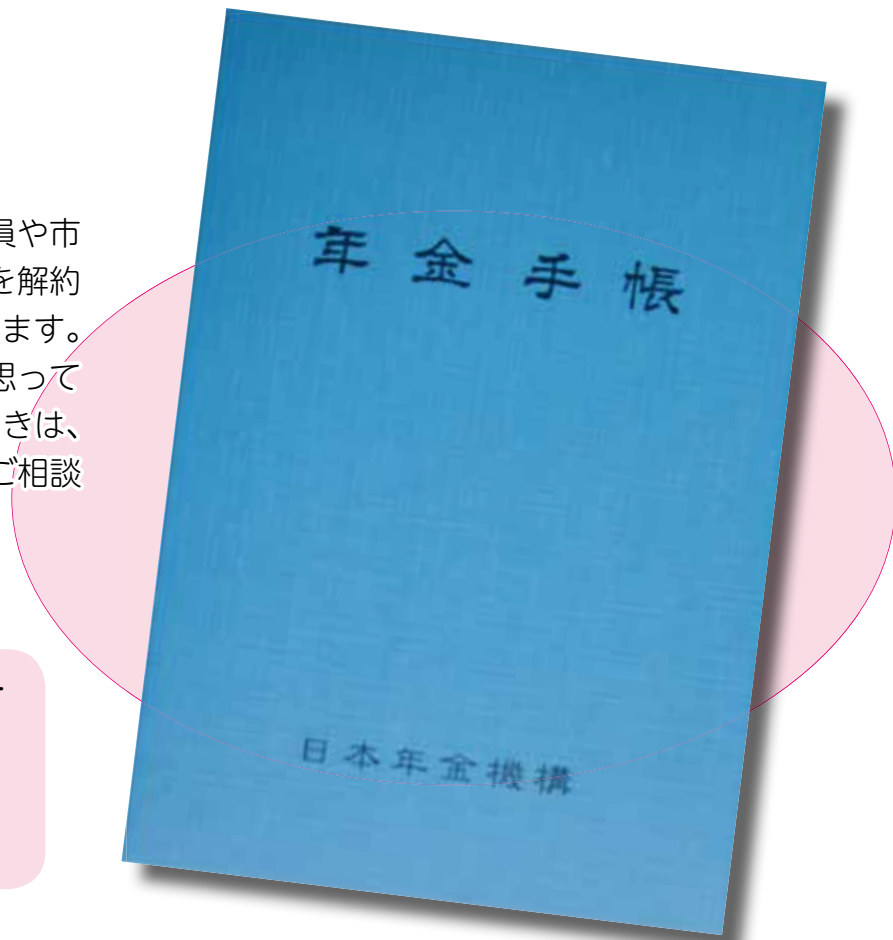 員や市
を解約
ます。
思って
きは、
ご相談
年金手帳
日本年金機構